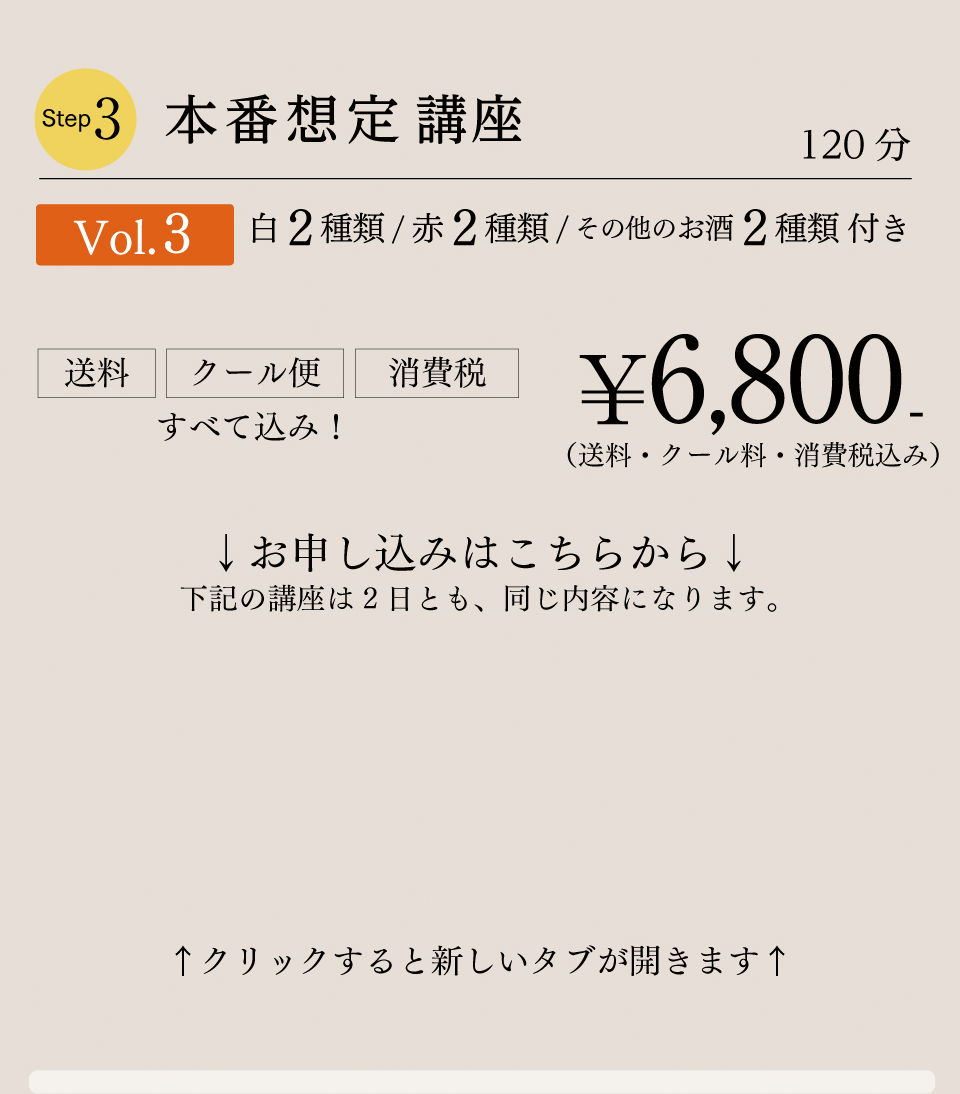 Step3 本番想定 講座
120 分
Vol.3 白 2 種類 / 赤 2 種類 / その他のお酒 2 種類 付き
送料 クール便 消費税
すべて込み！
¥6,800-
（送料・クール料・消費税込み）
↓お申し込みはこちらから↓
下記の講座は 2 日とも、同じ内容になります。
↑クリックすると新しいタブが開きます↑